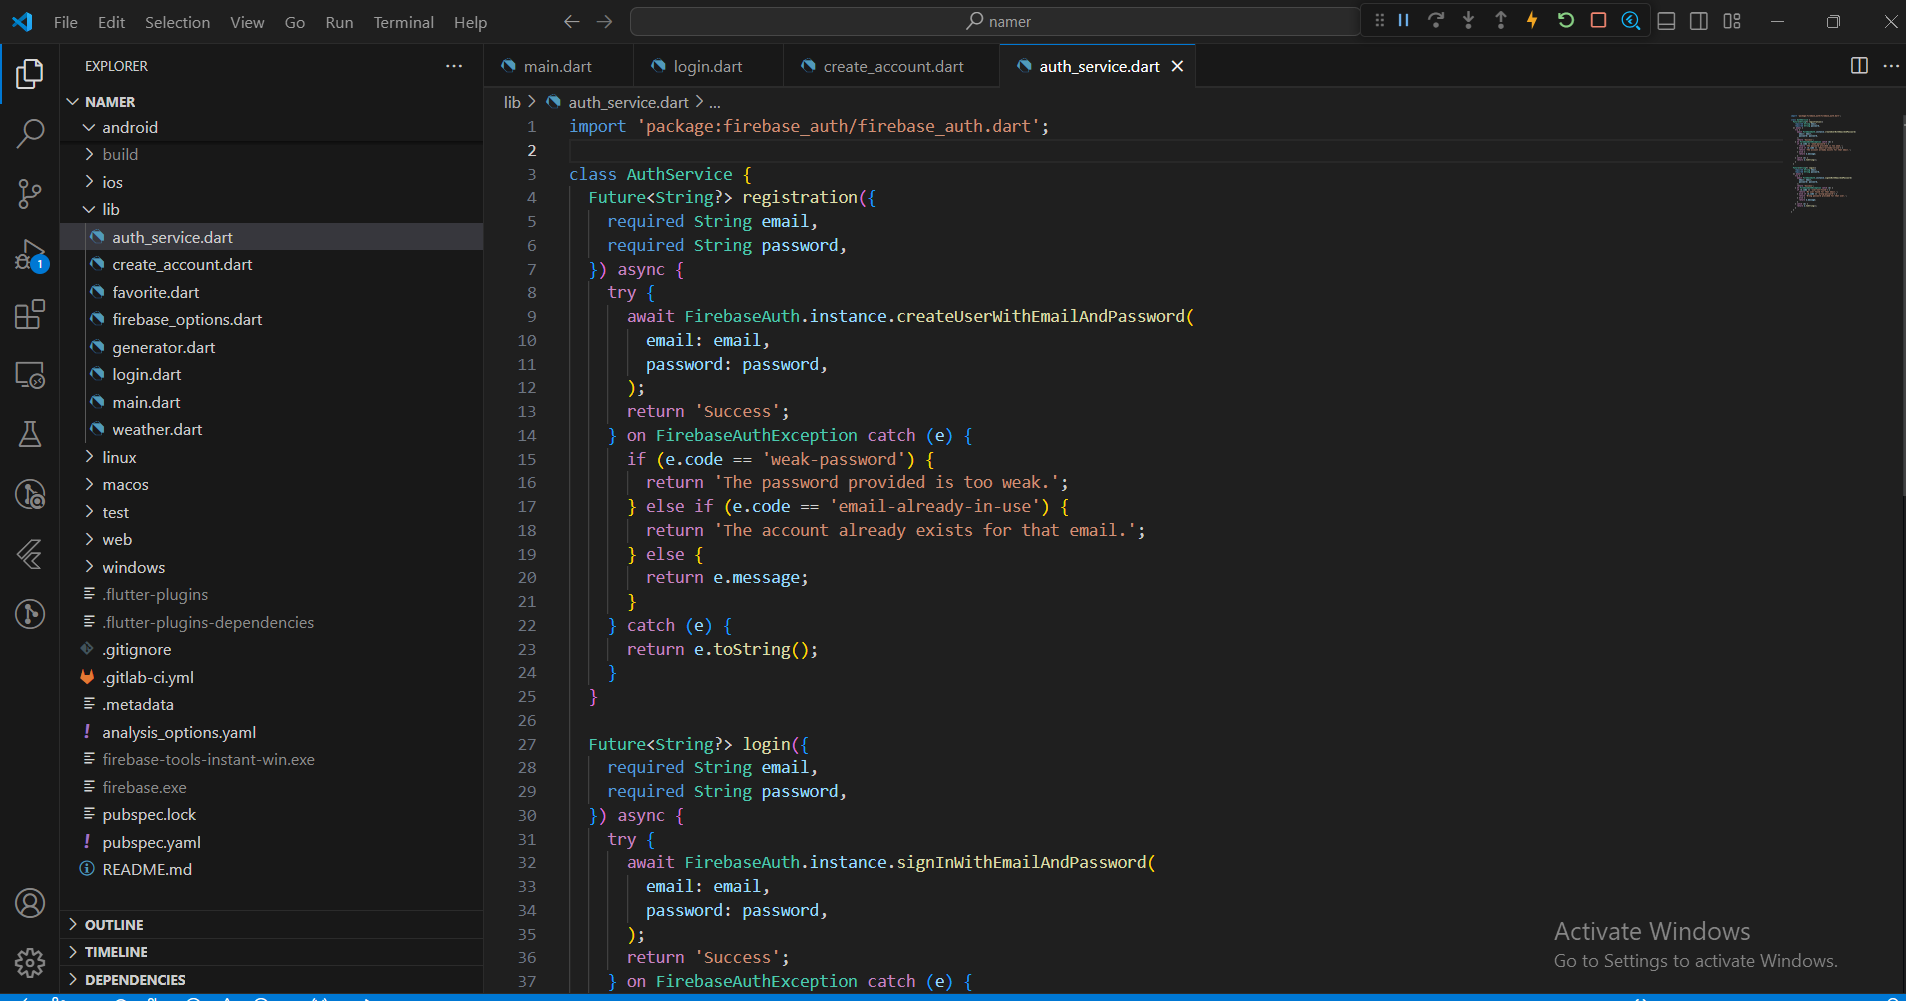 File Edit Selection View Go Run Terminal Help
namer
EXPLORER
NAMER
android
build
ios
lib
auth_service.dart
create_account.dart
favorite.dart
firebase_options.dart
generator.dart
login.dart
main.dart
weather.dart
linux
macos
test
web
windows
.flutter-plugins
.flutter-plugins-dependencies
.gitignore
.gitlab-ci.yml
.metadata
analysis_options.yaml
firebase-tools-instant-win.exe
firebase.exe
pubspec.lock
pubspec.yaml
README.md
OUTLINE
TIMELINE
DEPENDENCIES
1
main.dart login.dart create_account.dart auth_service.dart
lib > auth_service.dart > ...
1 import 'package:firebase_auth/firebase_auth.dart';
2
3 class AuthService {
4 Future<String?> registration({
5 required String email,
6 required String password,
7 }) async {
8 try {
9 await FirebaseAuth.instance.createUserWithEmailAndPassword(
10 email: email,
11 password: password,
12 );
13 return 'Success';
14 } on FirebaseAuthException catch (e) {
15 if (e.code == 'weak-password') {
16 return 'The password provided is too weak.';
17 } else if (e.code == 'email-already-in-use') {
18 return 'The account already exists for that email.';
19 } else {
20 return e.message;
21 }
22 } catch (e) {
23 return e.toString();
24 }
25 }
26
27 Future<String?> login({
28 required String email,
29 required String password,
30 }) async {
31 try {
32 await FirebaseAuth.instance.signInWithEmailAndPassword(
33 email: email,
34 password: password,
35 );
36 return 'Success';
37 } on FirebaseAuthException catch (e) {
Activate Windows
Go to Settings to activate Windows.